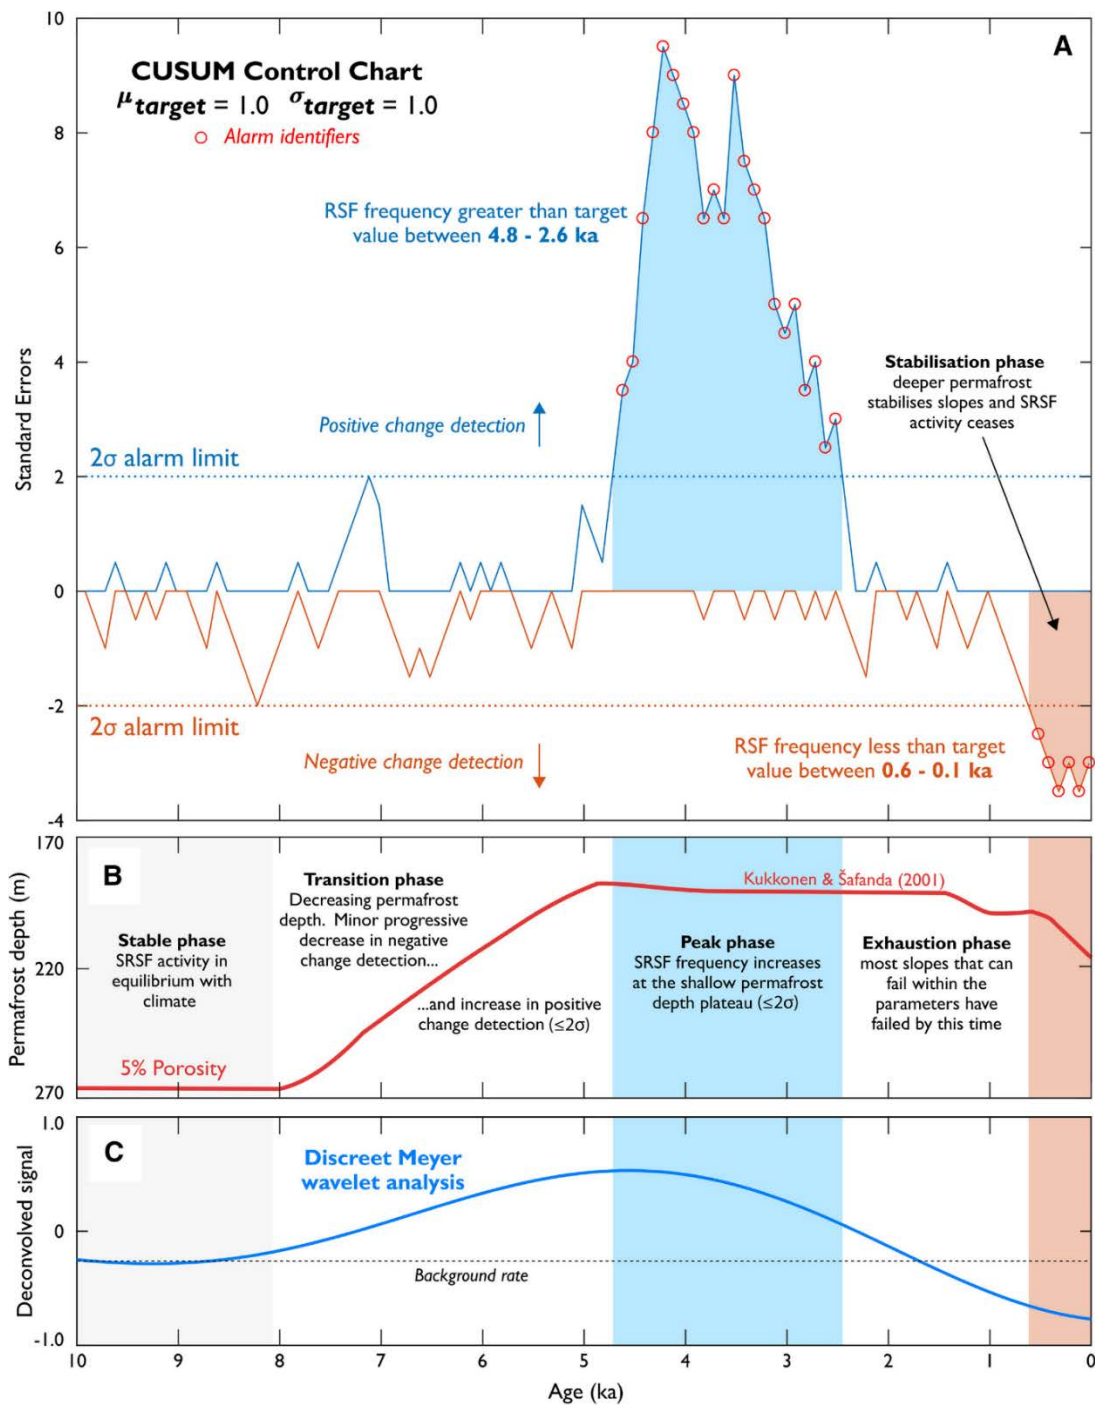 A
CUSUM Control Chart
μtarget = 1.0 σtarget = 1.0
Alarm identifiers
RSF frequency greater than target
value between 4.8 - 2.6 ka
Stabilisation phase
deeper permafrost
stabilises slopes and SRSF
activity ceases
Positive change detection
2σ alarm limit
2σ alarm limit
Negative change detection
RSF frequency less than target
value between 0.6 - 0.1 ka
Standard Errors
10
8
6
4
2
0
-2
-4
B
Permafrost depth (m)
170
220
270
Stable phase
SRSF activity in
equilibrium with
climate
5% Porosity
Transition phase
Decreasing permafrost
depth. Minor progressive
decrease in negative
change detection...
...and increase in positive
change detection (≤2σ)
Kukkonen & Šafanda (2001)
Peak phase
SRSF frequency increases
at the shallow permafrost
depth plateau (≤2σ)
Exhaustion phase
most slopes that can
fail within the
parameters have
failed by this time
C
Deconvolved signal
1.0
0
-1.0
Discreet Meyer
wavelet analysis
Background rate
10 9 8 7 6 5 4 3 2 1 0
Age (ka)